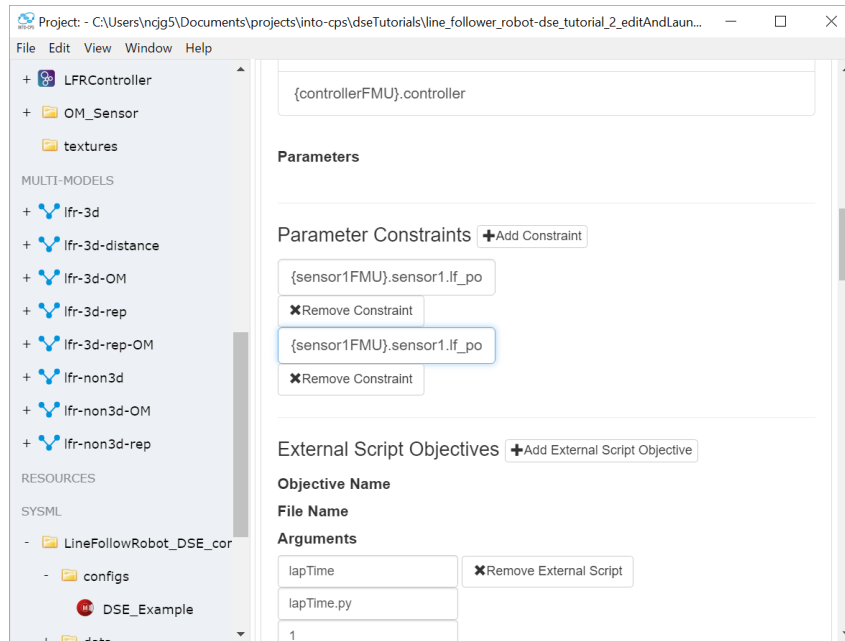 Project: - C:\Users\ncjg5\Documents\projects\into-cps\dseTutorials\line_follower_robot-dse_tutorial_2_editAndLaun...
File Edit View Window Help
+ LFRController
+ OM_Sensor
textures
MULTI-MODELS
+ lfr-3d
+ lfr-3d-distance
+ lfr-3d-OM
+ lfr-3d-rep
+ lfr-3d-rep-OM
+ lfr-non3d
+ lfr-non3d-OM
+ lfr-non3d-rep
RESOURCES
SYSML
- LineFollowRobot_DSE_cor
- configs
DSE_Example
{controllerFMU}.controller
Parameters
Parameter Constraints +Add Constraint
{sensor1FMU}.sensor1.lf_po
✖Remove Constraint
{sensor1FMU}.sensor1.lf_po
✖Remove Constraint
External Script Objectives +Add External Script Objective
Objective Name
File Name
Arguments
lapTime ✖Remove External Script
lapTime.py
1